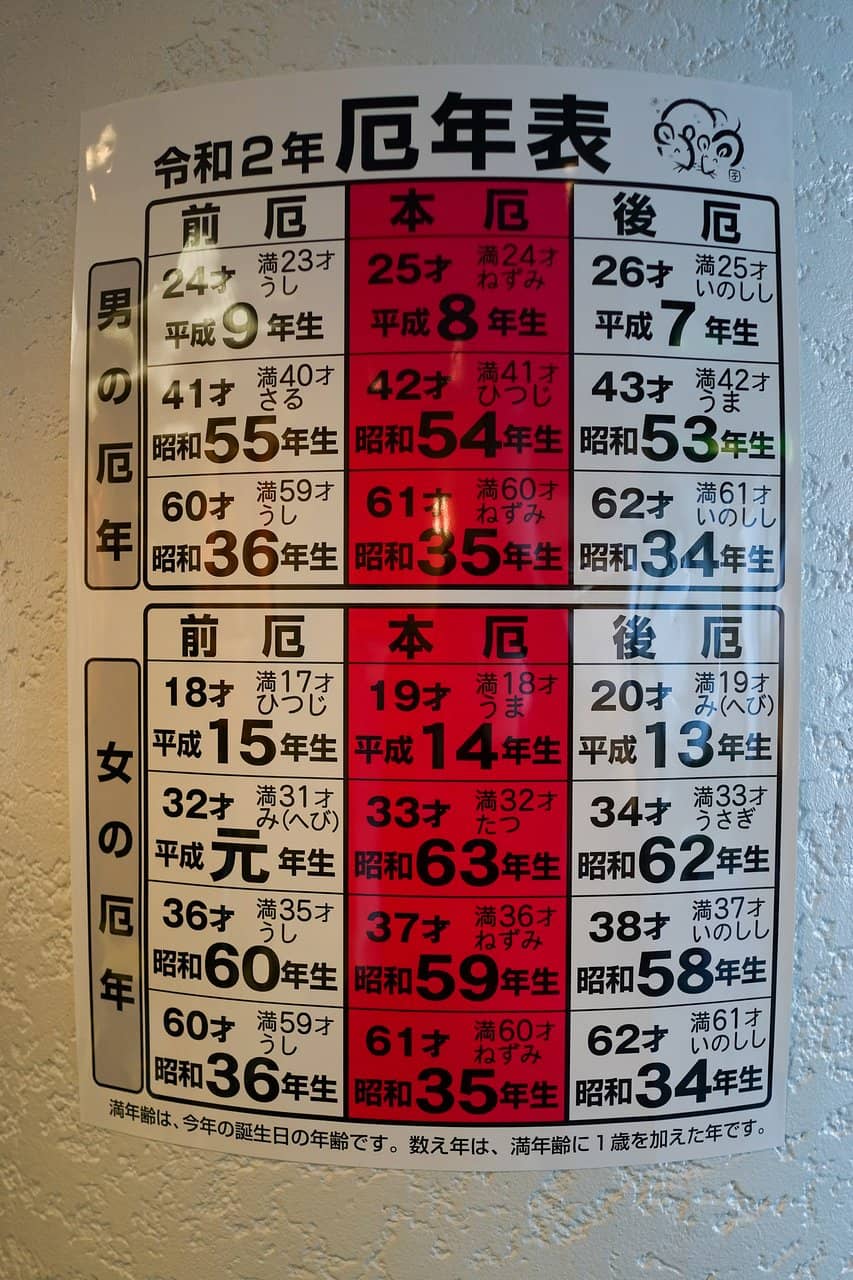 令和2年 厄年表
子
男の厄年
前厄 本厄 後厄
24才 満23才 うし 25才 満24才 ねずみ 26才 満25才 いのしし
平成9年生 平成8年生 平成7年生
41才 満40才 さる 42才 満41才 ひつじ 43才 満42才 うま
昭和55年生 昭和54年生 昭和53年生
60才 満59才 うし 61才 満60才 ねずみ 62才 満61才 いのしし
昭和36年生 昭和35年生 昭和34年生
女の厄年
前厄 本厄 後厄
18才 満17才 ひつじ 19才 満18才 うま 20才 満19才 み(へび)
平成15年生 平成14年生 平成13年生
32才 満31才 み(へび) 33才 満32才 たつ 34才 満33才 うさぎ
平成元年生 昭和63年生 昭和62年生
36才 満35才 うし 37才 満36才 ねずみ 38才 満37才 いのしし
昭和60年生 昭和59年生 昭和58年生
60才 満59才 うし 61才 満60才 ねずみ 62才 満61才 いのしし
昭和36年生 昭和35年生 昭和34年生
満年齢は、今年の誕生日の年齢です。数え年は、満年齢に1歳を加えた年です。